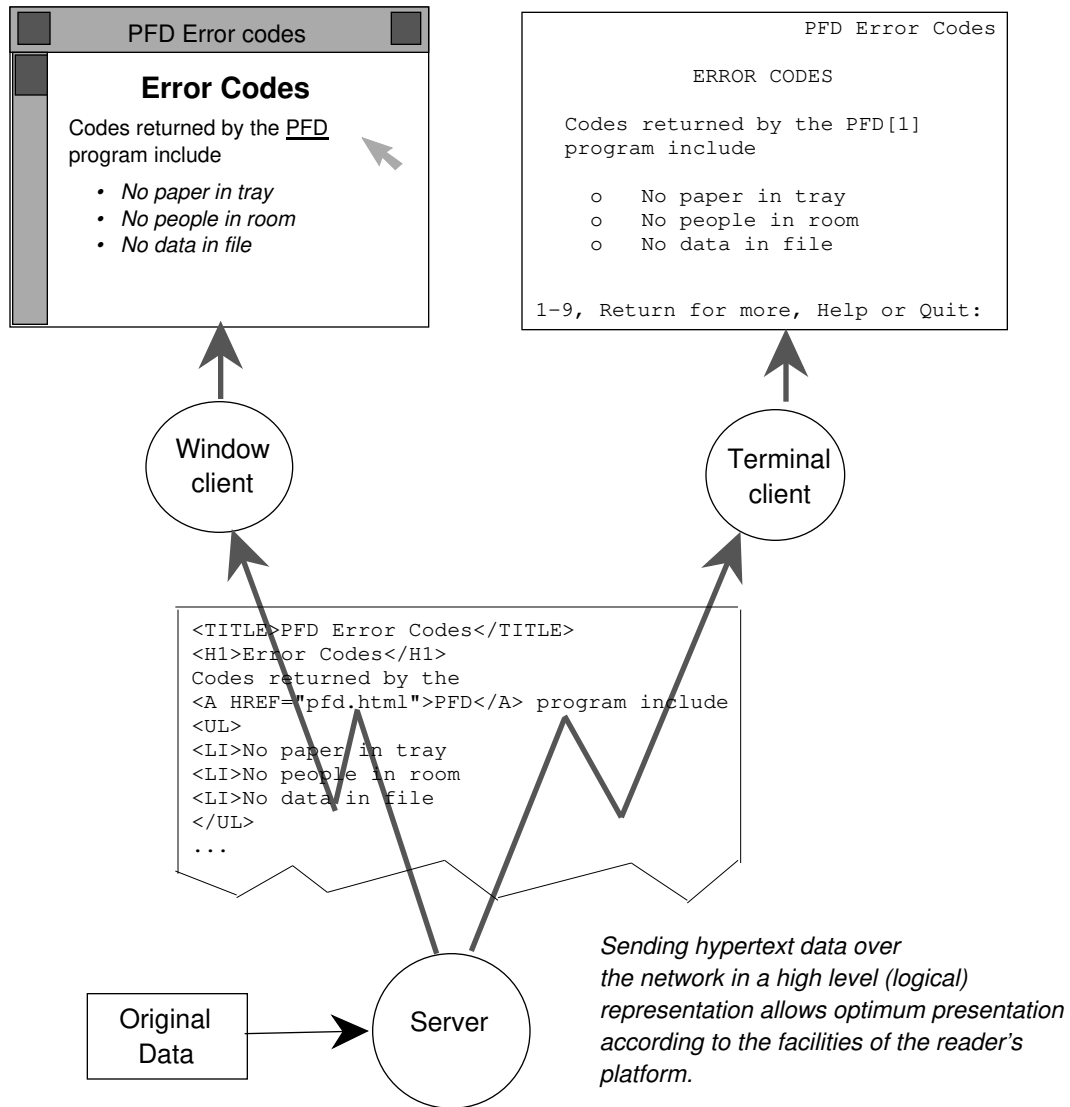 PFD Error codes
Error Codes
Codes returned by the PFD
program include
• No paper in tray
• No people in room
• No data in file
PFD Error Codes
ERROR CODES
Codes returned by the PFD[1]
program include
o No paper in tray
o No people in room
o No data in file
1-9, Return for more, Help or Quit:
Window
client
Terminal
client
<TITLE>PFD Error Codes</TITLE>
<H1>Error Codes</H1>
Codes returned by the
<A HREF="pfd.html">PFD</A> program include
<UL>
<LI>No paper in tray
<LI>No people in room
<LI>No data in file
</UL>
...
Original
Data
Server
Sending hypertext data over
the network in a high level (logical)
representation allows optimum presentation
according to the facilities of the reader's
platform.